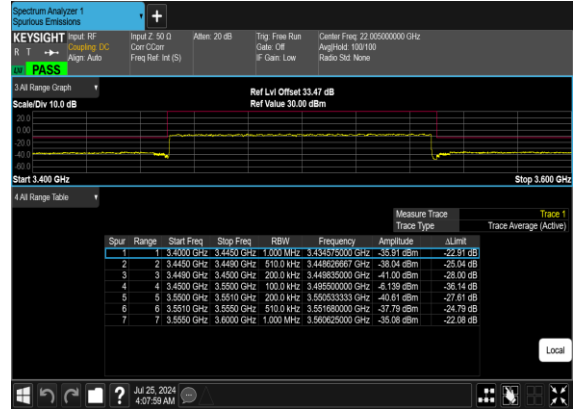 Spectrum Analyzer 1
Spurious Emissions
KEYSIGHT Input: RF Input Z: 50 Ω Atten: 20 dB Trig: Free Run Center Freq: 22.005000000 GHz
R T Coupling: DC Corr CCorr Gate: Off Avg|Hold: 100/100
Align: Auto Freq Ref: Int (S) IF Gain: Low Radio Std: None
PASS
3 All Range Graph
Ref Lvl Offset 33.47 dB
Scale/Div 10.0 dB Ref Value 30.00 dBm
20.0
0.00
-20.0
-40.0
-60.0
Start 3.400 GHz Stop 3.600 GHz
4 All Range Table
Measure Trace Trace 1
Trace Type Trace Average (Active)
Spur Range Start Freq Stop Freq RBW Frequency Amplitude ΔLimit
1 1 3.4000 GHz 3.4450 GHz 1.000 MHz 3.434575000 GHz -35.91 dBm -22.91 dB
2 2 3.4450 GHz 3.4490 GHz 510.0 kHz 3.448626667 GHz -38.04 dBm -25.04 dB
3 3 3.4490 GHz 3.4500 GHz 200.0 kHz 3.449835000 GHz -41.00 dBm -28.00 dB
4 4 3.4500 GHz 3.5500 GHz 100.0 kHz 3.495500000 GHz -6.139 dBm -36.14 dB
5 5 3.5500 GHz 3.5510 GHz 200.0 kHz 3.550533333 GHz -40.61 dBm -27.61 dB
6 6 3.5510 GHz 3.5550 GHz 510.0 kHz 3.551680000 GHz -37.79 dBm -24.79 dB
7 7 3.5550 GHz 3.6000 GHz 1.000 MHz 3.560625000 GHz -35.08 dBm -22.08 dB
Local
Jul 25, 2024
4:07:59 AM